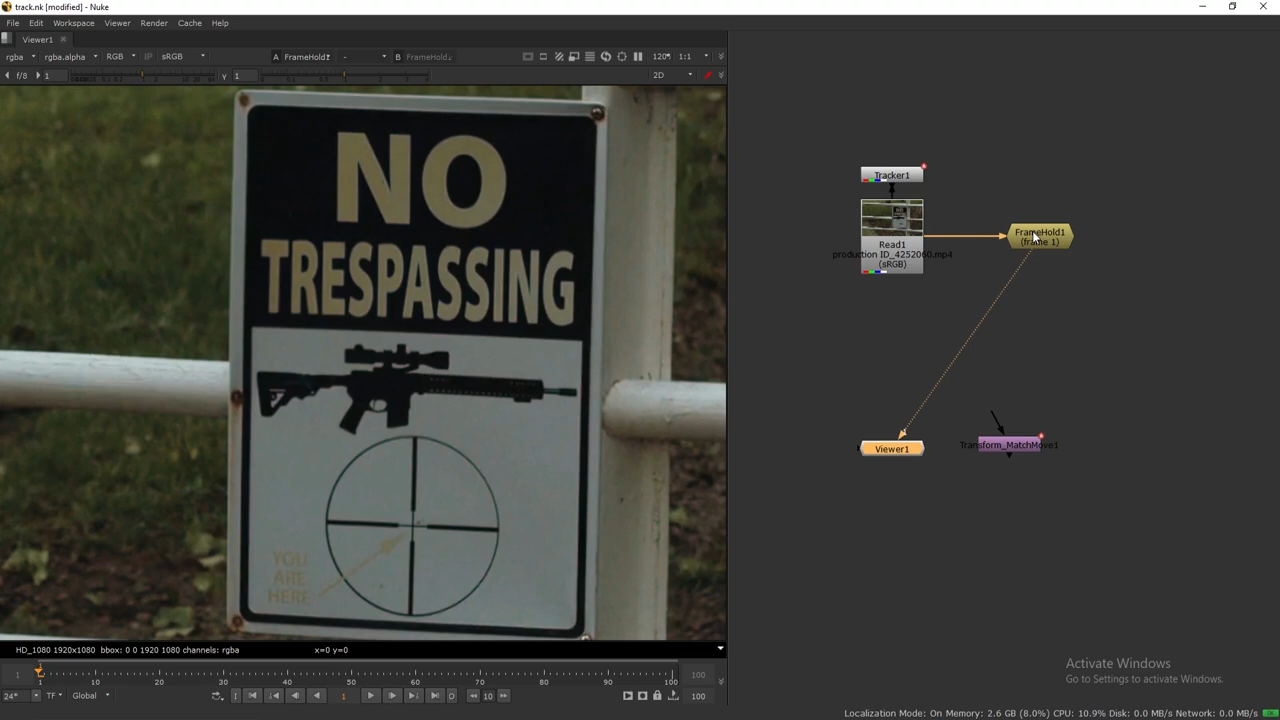 track.nk [modified] - Nuke
File Edit Workspace Viewer Render Cache Help
Viewer1
rgba rgba.alpha RGB IP sRGB A FrameHold1 - B FrameHold1 120* 1:1
f/8 1 Y 1 2D
NO
TRESPASSING
YOU
ARE
HERE
HD_1080 1920x1080 bbox: 0 0 1920 1080 channels: rgba x=0 y=0
1 1 10 20 30 40 50 60 70 80 90 100 100
24* TF Global 1 10 100
Tracker1
Read1
production ID_4252060.mp4
(sRGB)
FrameHold1
(frame 1)
Viewer1
Transform_MatchMove1
Activate Windows
Go to Settings to activate Windows.
Localization Mode: On Memory: 2.6 GB (8.0%) CPU: 10.9% Disk: 0.0 MB/s Network: 0.0 MB/s